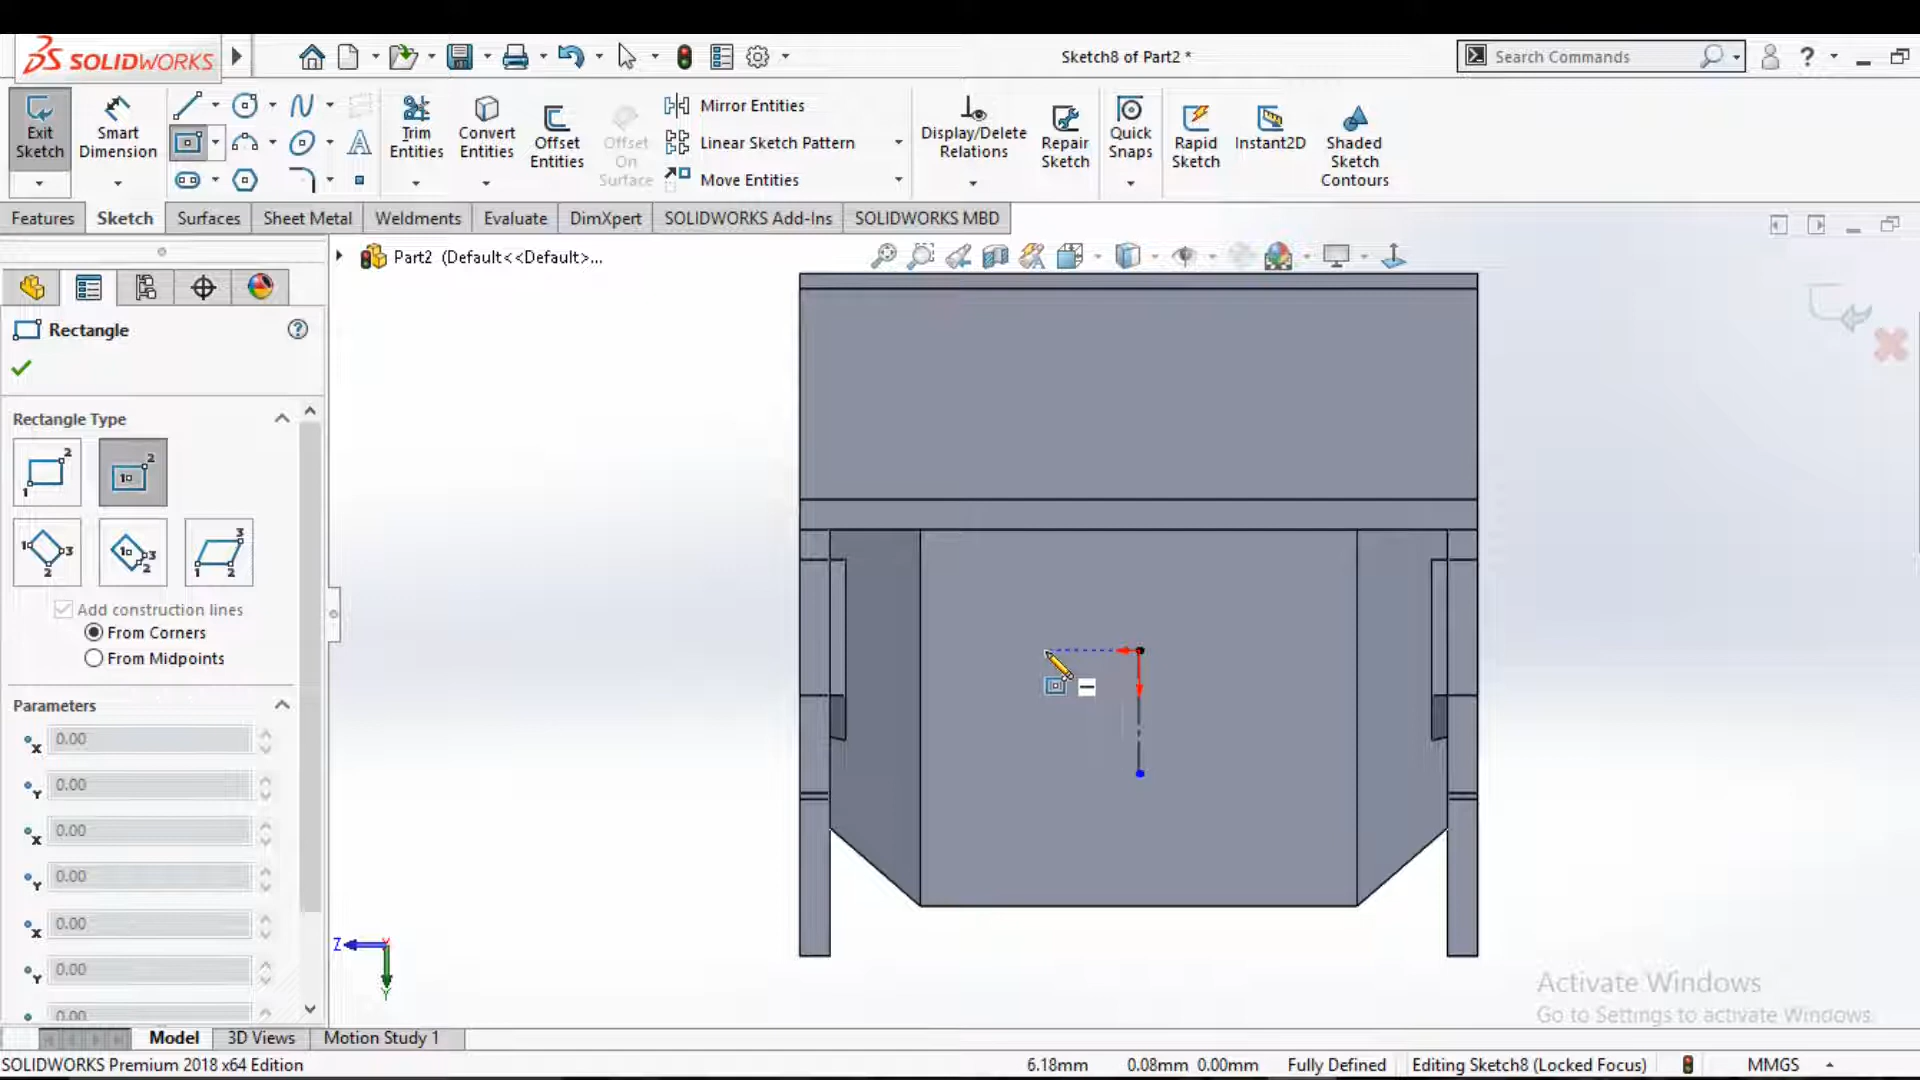 SOLIDWORKS
Sketch8 of Part2 *
Search Commands
Exit Sketch
Smart Dimension
Trim Entities
Convert Entities
Offset Entities
Offset On Surface
Mirror Entities
Linear Sketch Pattern
Move Entities
Display/Delete Relations
Repair Sketch
Quick Snaps
Rapid Sketch
Instant2D
Shaded Sketch Contours
Features
Sketch
Surfaces
Sheet Metal
Weldments
Evaluate
DimXpert
SOLIDWORKS Add-Ins
SOLIDWORKS MBD
Part2 (Default<<Default>...
Rectangle
Rectangle Type
Add construction lines
From Corners
From Midpoints
Parameters
X 0.00
Y 0.00
X 0.00
Y 0.00
X 0.00
Y 0.00
0.00
Z
Y
Activate Windows
Go to Settings to activate Windows.
Model
3D Views
Motion Study 1
SOLIDWORKS Premium 2018 x64 Edition
6.18mm
0.08mm 0.00mm
Fully Defined
Editing Sketch8 (Locked Focus)
MMGS